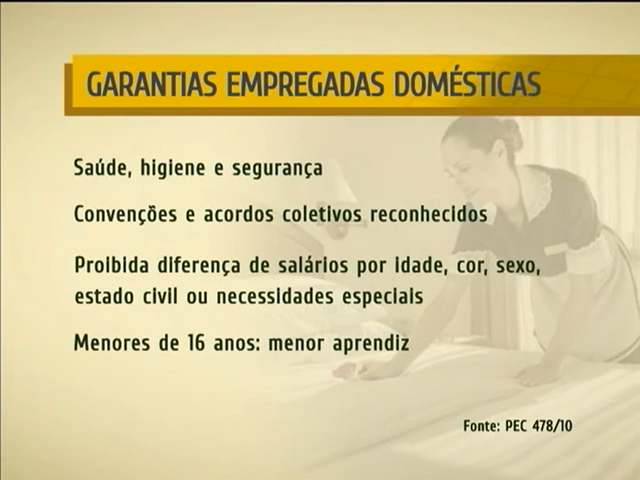 GARANTIAS EMPREGADAS DOMÉSTICAS
Saúde, higiene e segurança
Convenções e acordos coletivos reconhecidos
Proibida diferença de salários por idade, cor, sexo,
estado civil ou necessidades especiais
Menores de 16 anos: menor aprendiz
Fonte: PEC 478/10